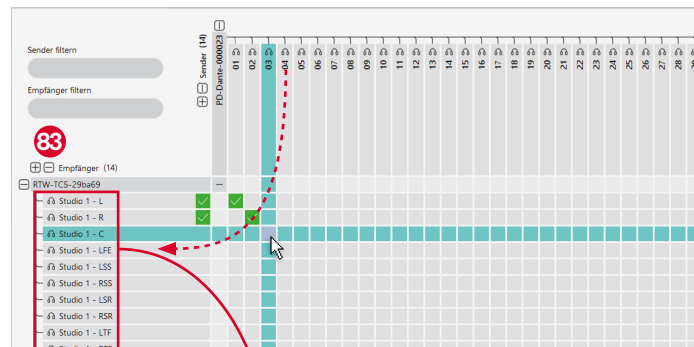 Sender filtern
Empfänger filtern
83
Empfänger (14)
Sender (14)
PD-Dante-000023
01 02 03 04 05 06 07 08 09 10 11 12 13 14 15 16 17 18 19 20 21 22 23 24 25 26 27 28
RTW-TC5-29ba69
Studio 1 - L
Studio 1 - R
Studio 1 - C
Studio 1 - LFE
Studio 1 - LSS
Studio 1 - RSS
Studio 1 - LSR
Studio 1 - RSR
Studio 1 - LTF